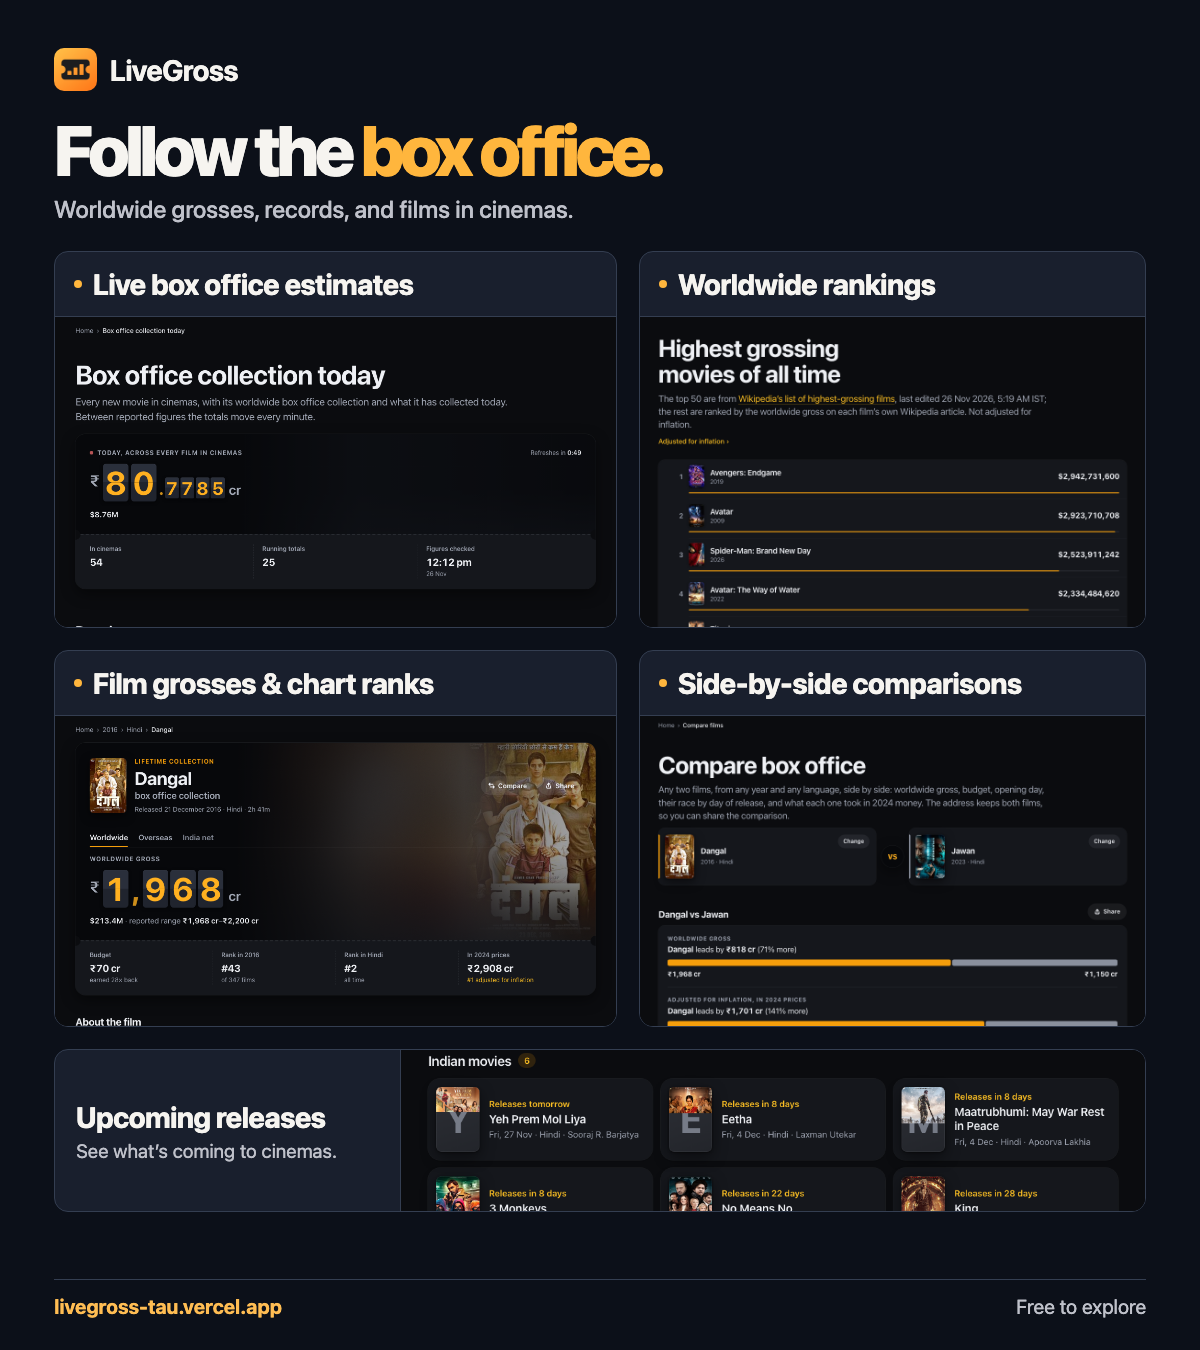 LiveGross
Follow the box office.
Worldwide grosses, records, and films in cinemas.
Live box office estimates
Home › Box office collection today
Box office collection today
Every new movie in cinemas, with its worldwide box office collection and what it has collected today.
Between reported figures the totals move every minute.
TODAY, ACROSS EVERY FILM IN CINEMAS
Refreshes in 0:49
₹80.7785 cr
$8.76M
In cinemas
54
Running totals
25
Figures checked
12:12 pm
26 Nov
Worldwide rankings
Highest grossing
movies of all time
The top 50 are from Wikipedia's list of highest-grossing films, last edited 26 Nov 2026, 5:19 AM IST;
the rest are ranked by the worldwide gross on each film's own Wikipedia article. Not adjusted for
inflation.
Adjusted for inflation ›
1 Avengers: Endgame $2,942,731,600
2019
2 Avatar $2,923,710,708
2009
3 Spider-Man: Brand New Day $2,523,911,242
2026
4 Avatar: The Way of Water $2,334,484,620
2022
Film grosses & chart ranks
Home › 2016 › Hindi › Dangal
LIFETIME COLLECTION
Dangal
box office collection
Released 21 December 2016 · Hindi · 2h 41m
दंगल
Compare
Share
दंगल
Worldwide Overseas India net
WORLDWIDE GROSS
₹1,968 cr
$213.4M · reported range ₹1,968 cr–₹2,200 cr
Budget
₹70 cr
earned 28x back
Rank in 2016
#43
of 347 films
Rank in Hindi
#2
all time
In 2024 prices
₹2,908 cr
#1 adjusted for inflation
About the film
Side-by-side comparisons
Home › Compare films
Compare box office
Any two films, from any year and any language, side by side: worldwide gross, budget, opening day,
their race by day of release, and what each one took in 2024 money. The address keeps both films,
so you can share the comparison.
दंगल
Dangal
2016 · Hindi
Change
VS
Jawan
2023 · Hindi
Change
Dangal vs Jawan
Share
WORLDWIDE GROSS
Dangal leads by ₹818 cr (71% more)
₹1,968 cr ₹1,150 cr
ADJUSTED FOR INFLATION, IN 2024 PRICES
Dangal leads by ₹1,701 cr (141% more)
Upcoming releases
See what's coming to cinemas.
Indian movies 6
Y
Releases tomorrow
Yeh Prem Mol Liya
Fri, 27 Nov · Hindi · Sooraj R. Barjatya
E
Releases in 8 days
Eetha
Fri, 4 Dec · Hindi · Laxman Utekar
M
Releases in 8 days
Maatrubhumi: May War Rest
in Peace
Fri, 4 Dec · Hindi · Apoorva Lakhia
Releases in 8 days
3 Monkeys
Releases in 22 days
No Means No
Releases in 28 days
King
livegross-tau.vercel.app
Free to explore